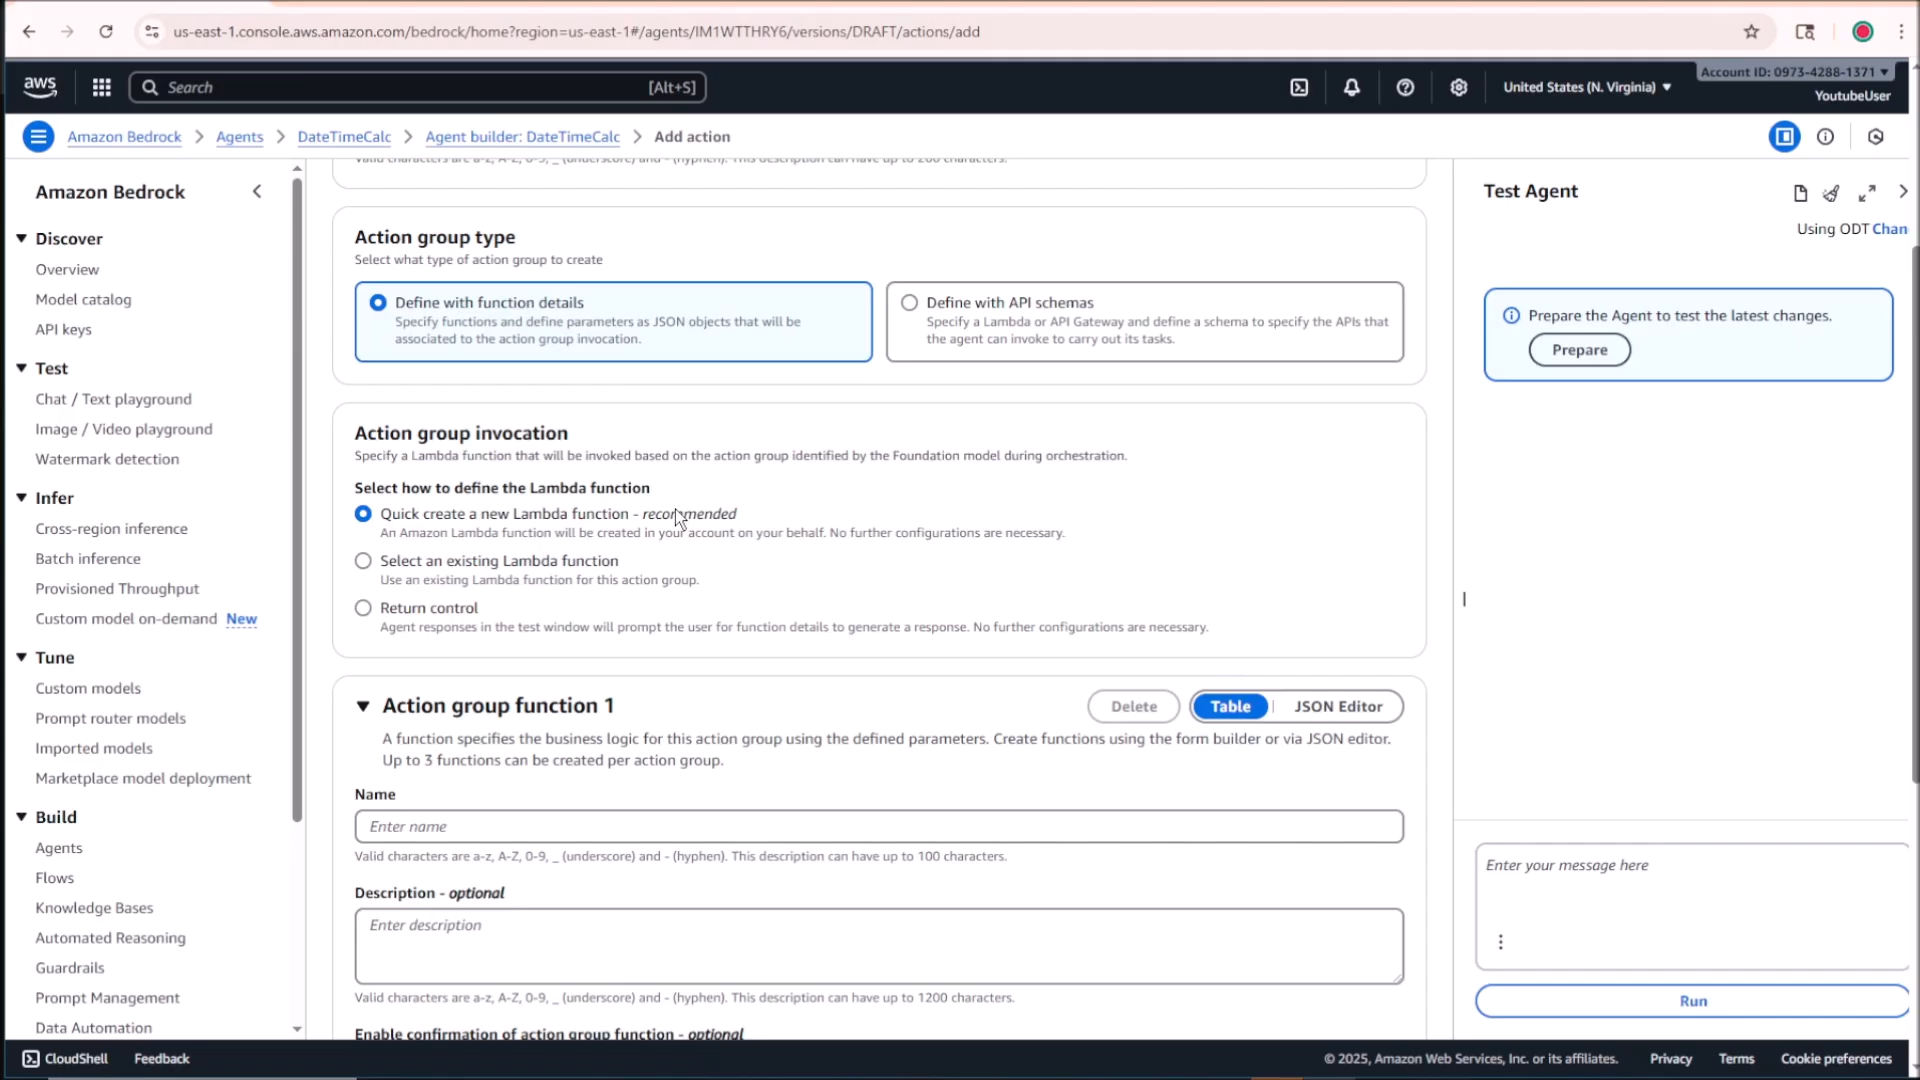 us-east-1.console.aws.amazon.com/bedrock/home?region=us-east-1#/agents/IM1WTTHRY6/versions/DRAFT/actions/add
aws
Search
[Alt+S]
United States (N. Virginia)
Account ID: 0973-4288-1371
YoutubeUser
Amazon Bedrock > Agents > DateTimeCalc > Agent builder: DateTimeCalc > Add action
Amazon Bedrock
Discover
Overview
Model catalog
API keys
Test
Chat / Text playground
Image / Video playground
Watermark detection
Infer
Cross-region inference
Batch inference
Provisioned Throughput
Custom model on-demand New
Tune
Custom models
Prompt router models
Imported models
Marketplace model deployment
Build
Agents
Flows
Knowledge Bases
Automated Reasoning
Guardrails
Prompt Management
Data Automation
Valid characters are a-z, A-Z, 0-9, _ (underscore) and - (hyphen). This description can have up to 200 characters.
Action group type
Select what type of action group to create
Define with function details
Specify functions and define parameters as JSON objects that will be
associated to the action group invocation.
Define with API schemas
Specify a Lambda or API Gateway and define a schema to specify the APIs that
the agent can invoke to carry out its tasks.
Action group invocation
Specify a Lambda function that will be invoked based on the action group identified by the Foundation model during orchestration.
Select how to define the Lambda function
Quick create a new Lambda function - recommended
An Amazon Lambda function will be created in your account on your behalf. No further configurations are necessary.
Select an existing Lambda function
Use an existing Lambda function for this action group.
Return control
Agent responses in the test window will prompt the user for function details to generate a response. No further configurations are necessary.
Action group function 1
Delete
Table
JSON Editor
A function specifies the business logic for this action group using the defined parameters. Create functions using the form builder or via JSON editor.
Up to 3 functions can be created per action group.
Name
Enter name
Valid characters are a-z, A-Z, 0-9, _ (underscore) and - (hyphen). This description can have up to 100 characters.
Description - optional
Enter description
Valid characters are a-z, A-Z, 0-9, _ (underscore) and - (hyphen). This description can have up to 1200 characters.
Enable confirmation of action group function - optional
Test Agent
Using ODT Chan
Prepare the Agent to test the latest changes.
Prepare
Enter your message here
Run
CloudShell
Feedback
© 2025, Amazon Web Services, Inc. or its affiliates.
Privacy
Terms
Cookie preferences